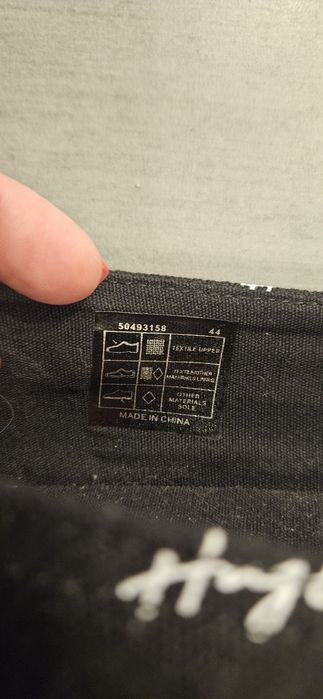 50493158 44
TEXTILE UPPER
TEXTILE/OTHER
MATERIALS LINING
OTHER
MATERIALS
SOLE
MADE IN CHINA